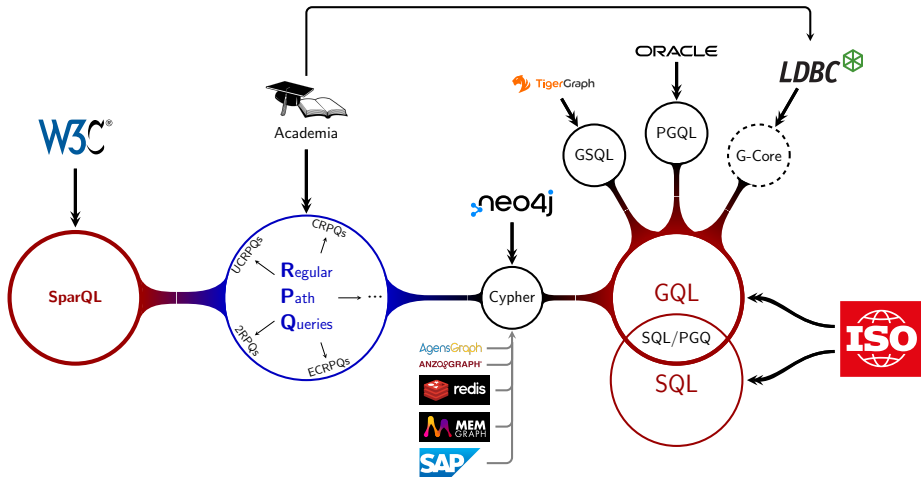 ORACLE
LDBC
TigerGraph
W3C®
Academia
GSQL
PGQL
G-Core
neo4j
CRPQs
UCRPQs
Regular
Path
Queries
...
2RPQs
ECRPQs
SparQL
Cypher
GQL
SQL/PGQ
SQL
ISO
AgensGraph
ANZOGRAPH®
redis
MEM
GRAPH
SAP